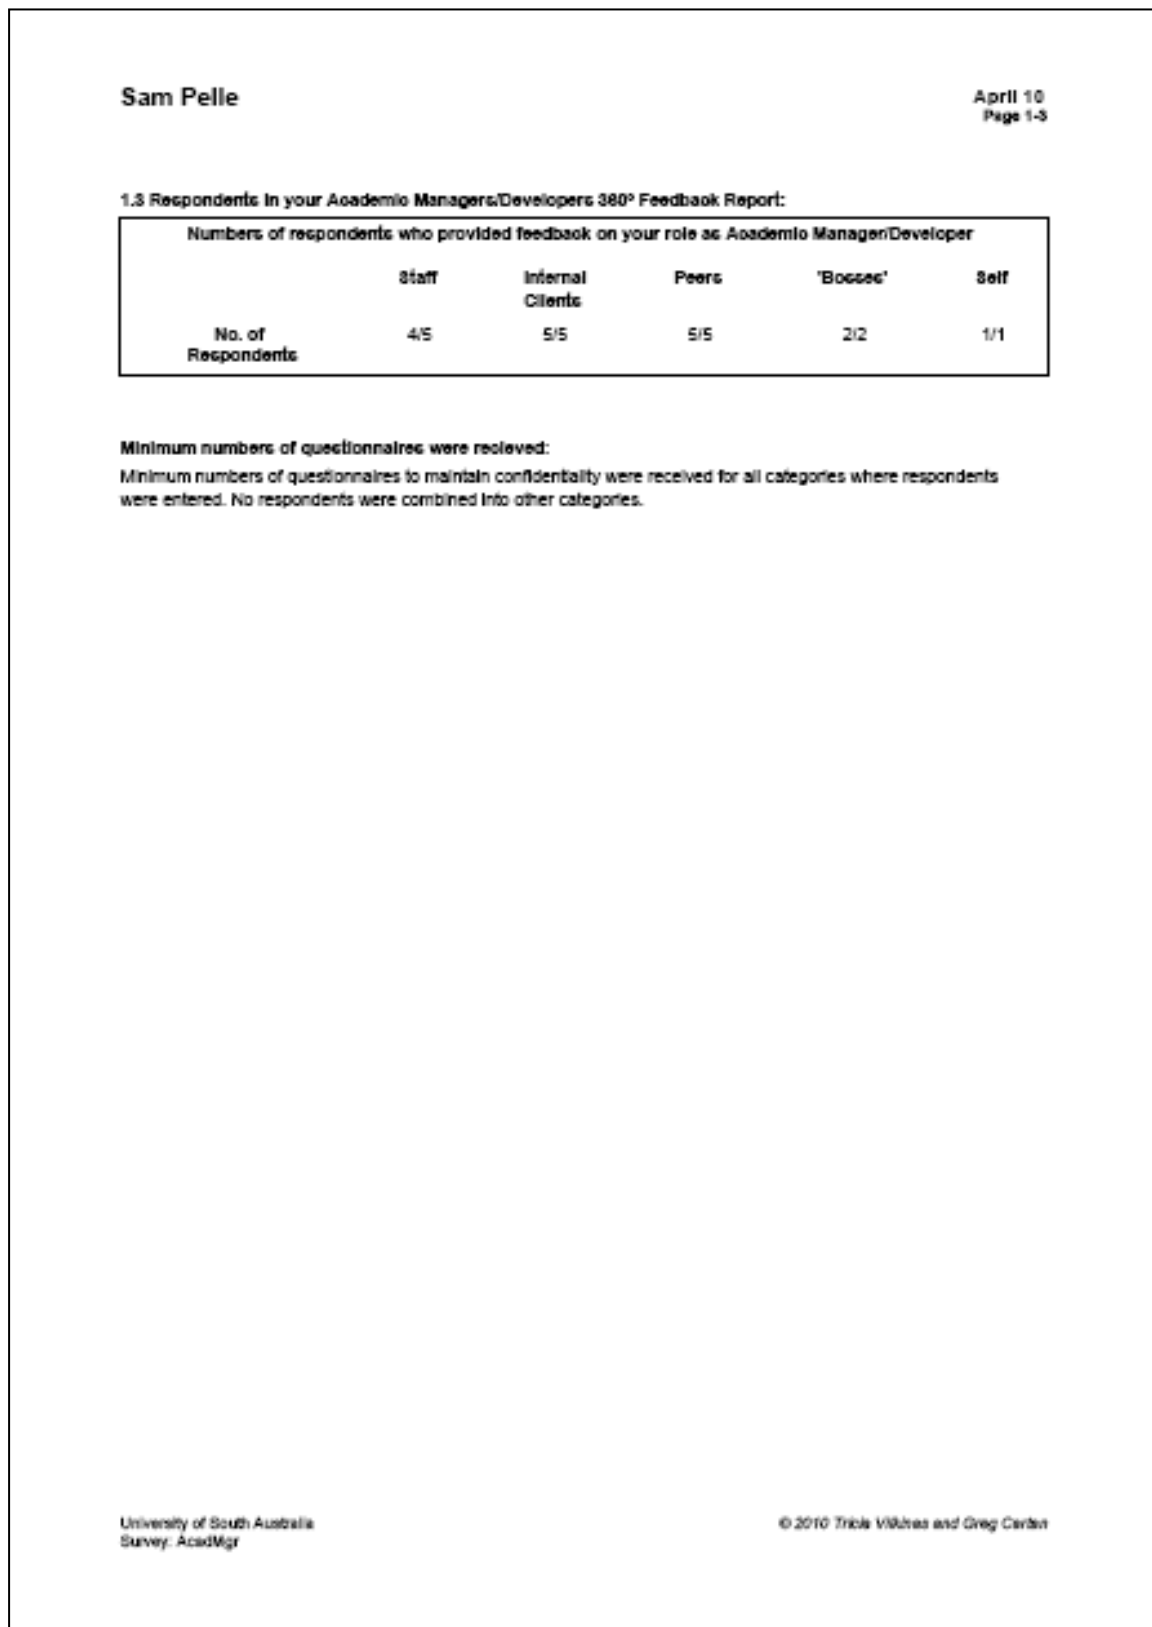 Sam Pelle
April 10
Page 1-3
1.3 Respondents in your Academic Managers/Developers 360° Feedback Report:
Numbers of respondents who provided feedback on your role as Academic Manager/Developer
Staff Internal Peers 'Bosses' Self
Clients
No. of 4/5 5/5 5/5 2/2 1/1
Respondents
Minimum numbers of questionnaires were recieved:
Minimum numbers of questionnaires to maintain confidentiality were received for all categories where respondents
were entered. No respondents were combined into other categories.
University of South Australia © 2010 Tricia Vilkinas and Greg Cartan
Survey: AcadMgr